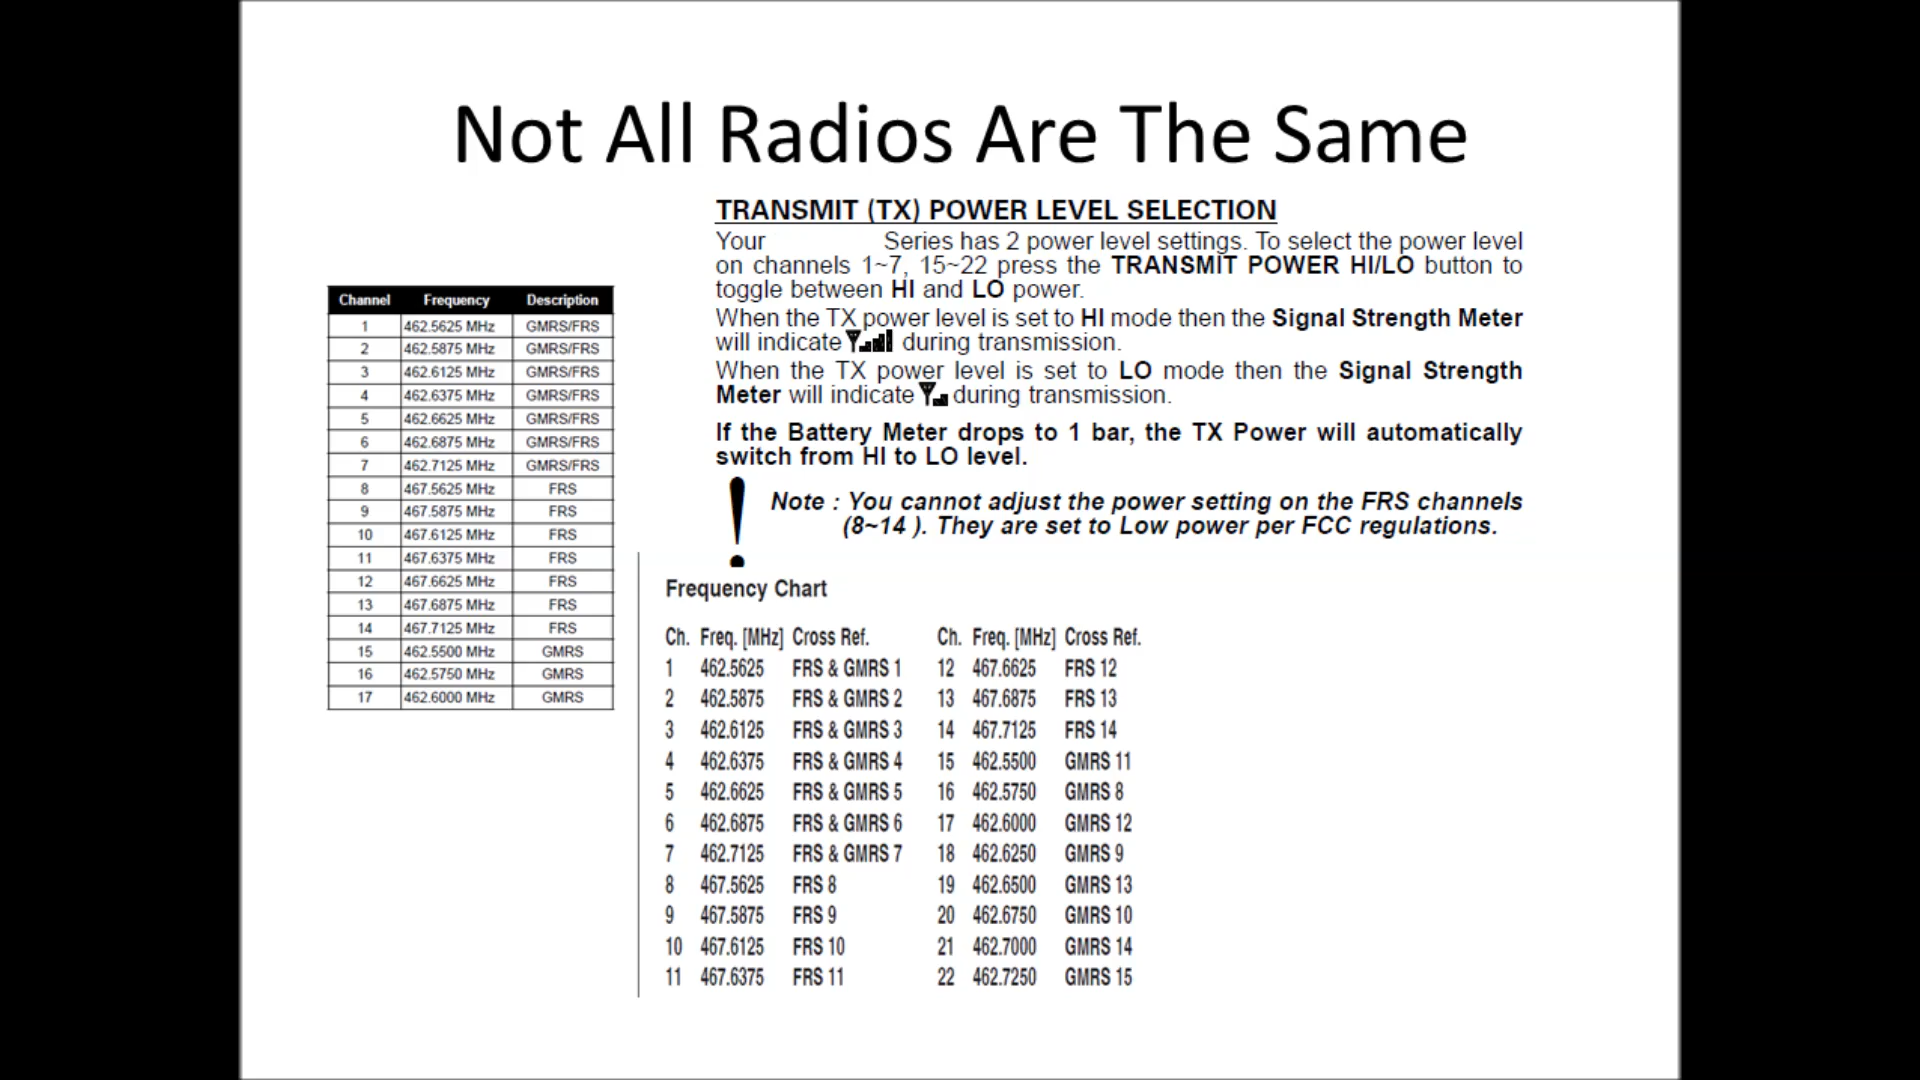 Not All Radios Are The Same
TRANSMIT (TX) POWER LEVEL SELECTION
Your Series has 2 power level settings. To select the power level
on channels 1~7, 15~22 press the TRANSMIT POWER HI/LO button to
toggle between HI and LO power.
When the TX power level is set to HI mode then the Signal Strength Meter
will indicate during transmission.
When the TX power level is set to LO mode then the Signal Strength
Meter will indicate during transmission.
If the Battery Meter drops to 1 bar, the TX Power will automatically
switch from HI to LO level.
! Note : You cannot adjust the power setting on the FRS channels
(8~14 ). They are set to Low power per FCC regulations.
Channel Frequency Description
1 462.5625 MHz GMRS/FRS
2 462.5875 MHz GMRS/FRS
3 462.6125 MHz GMRS/FRS
4 462.6375 MHz GMRS/FRS
5 462.6625 MHz GMRS/FRS
6 462.6875 MHz GMRS/FRS
7 462.7125 MHz GMRS/FRS
8 467.5625 MHz FRS
9 467.5875 MHz FRS
10 467.6125 MHz FRS
11 467.6375 MHz FRS
12 467.6625 MHz FRS
13 467.6875 MHz FRS
14 467.7125 MHz FRS
15 462.5500 MHz GMRS
16 462.5750 MHz GMRS
17 462.6000 MHz GMRS
Frequency Chart
Ch. Freq. [MHz] Cross Ref. Ch. Freq. [MHz] Cross Ref.
1 462.5625 FRS & GMRS 1 12 467.6625 FRS 12
2 462.5875 FRS & GMRS 2 13 467.6875 FRS 13
3 462.6125 FRS & GMRS 3 14 467.7125 FRS 14
4 462.6375 FRS & GMRS 4 15 462.5500 GMRS 11
5 462.6625 FRS & GMRS 5 16 462.5750 GMRS 8
6 462.6875 FRS & GMRS 6 17 462.6000 GMRS 12
7 462.7125 FRS & GMRS 7 18 462.6250 GMRS 9
8 467.5625 FRS 8 19 462.6500 GMRS 13
9 467.5875 FRS 9 20 462.6750 GMRS 10
10 467.6125 FRS 10 21 462.7000 GMRS 14
11 467.6375 FRS 11 22 462.7250 GMRS 15